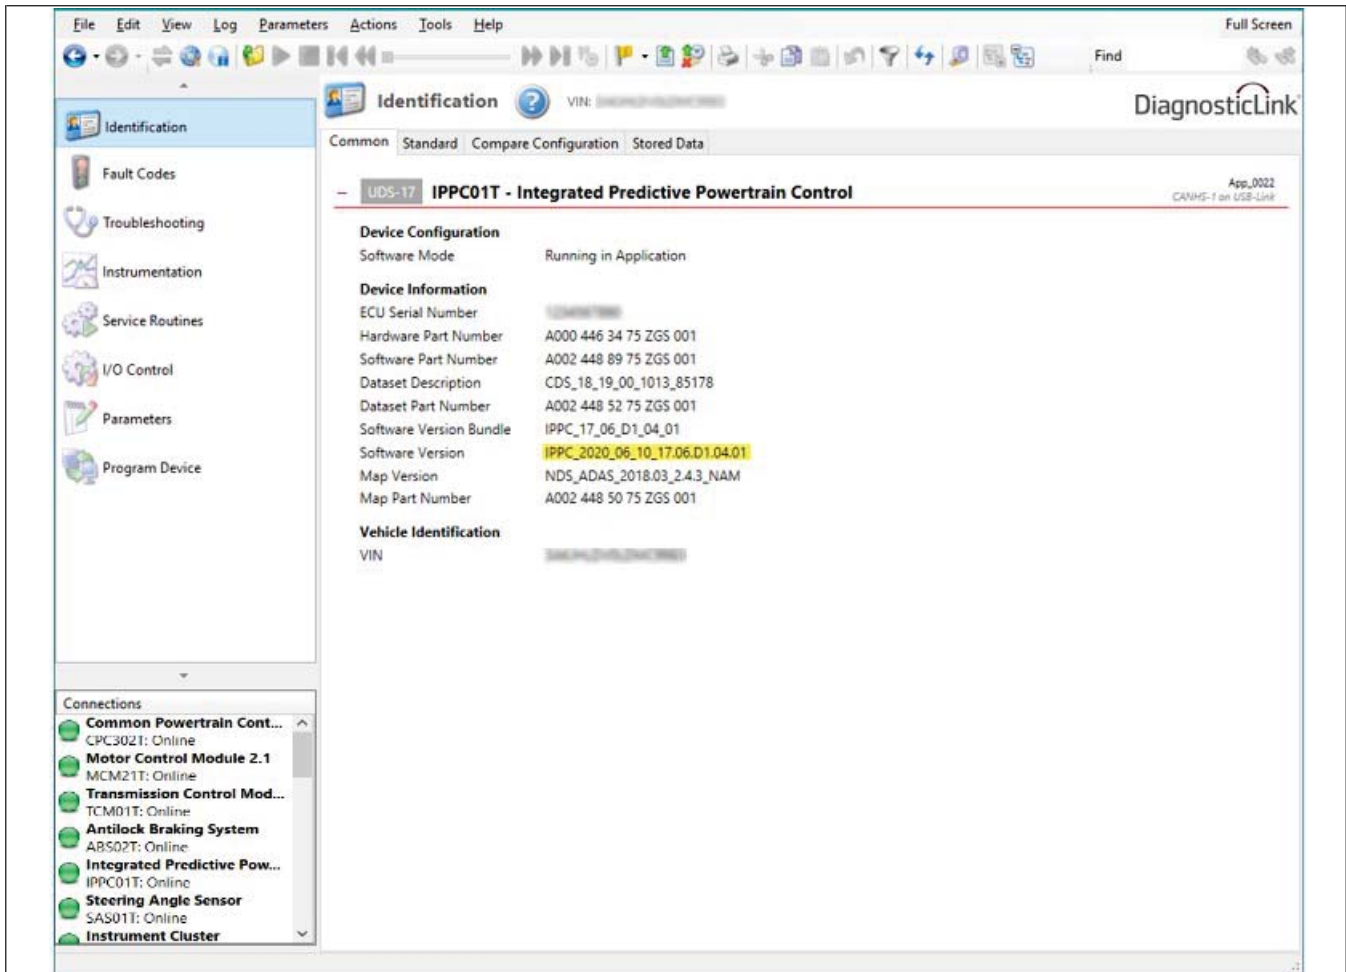 File Edit View Log Parameters Actions Tools Help Full Screen
Find
Identification VIN:
DiagnosticLink
Common Standard Compare Configuration Stored Data
UDS-17 IPPC01T - Integrated Predictive Powertrain Control
App_0022
CANHS-1 on USB-Link
Device Configuration
Software Mode Running in Application
Device Information
ECU Serial Number
Hardware Part Number A000 446 34 75 ZGS 001
Software Part Number A002 448 89 75 ZGS 001
Dataset Description CDS_18_19_00_1013_85178
Dataset Part Number A002 448 52 75 ZGS 001
Software Version Bundle IPPC_17_06_D1_04_01
Software Version IPPC_2020_06_10_17.06.D1.04.01
Map Version NDS_ADAS_2018.03_2.4.3_NAM
Map Part Number A002 448 50 75 ZGS 001
Vehicle Identification
VIN
Identification
Fault Codes
Troubleshooting
Instrumentation
Service Routines
I/O Control
Parameters
Program Device
Connections
Common Powertrain Cont...
CPC302T: Online
Motor Control Module 2.1
MCM21T: Online
Transmission Control Mod...
TCM01T: Online
Antilock Braking System
ABS02T: Online
Integrated Predictive Pow...
IPPC01T: Online
Steering Angle Sensor
SAS01T: Online
Instrument Cluster